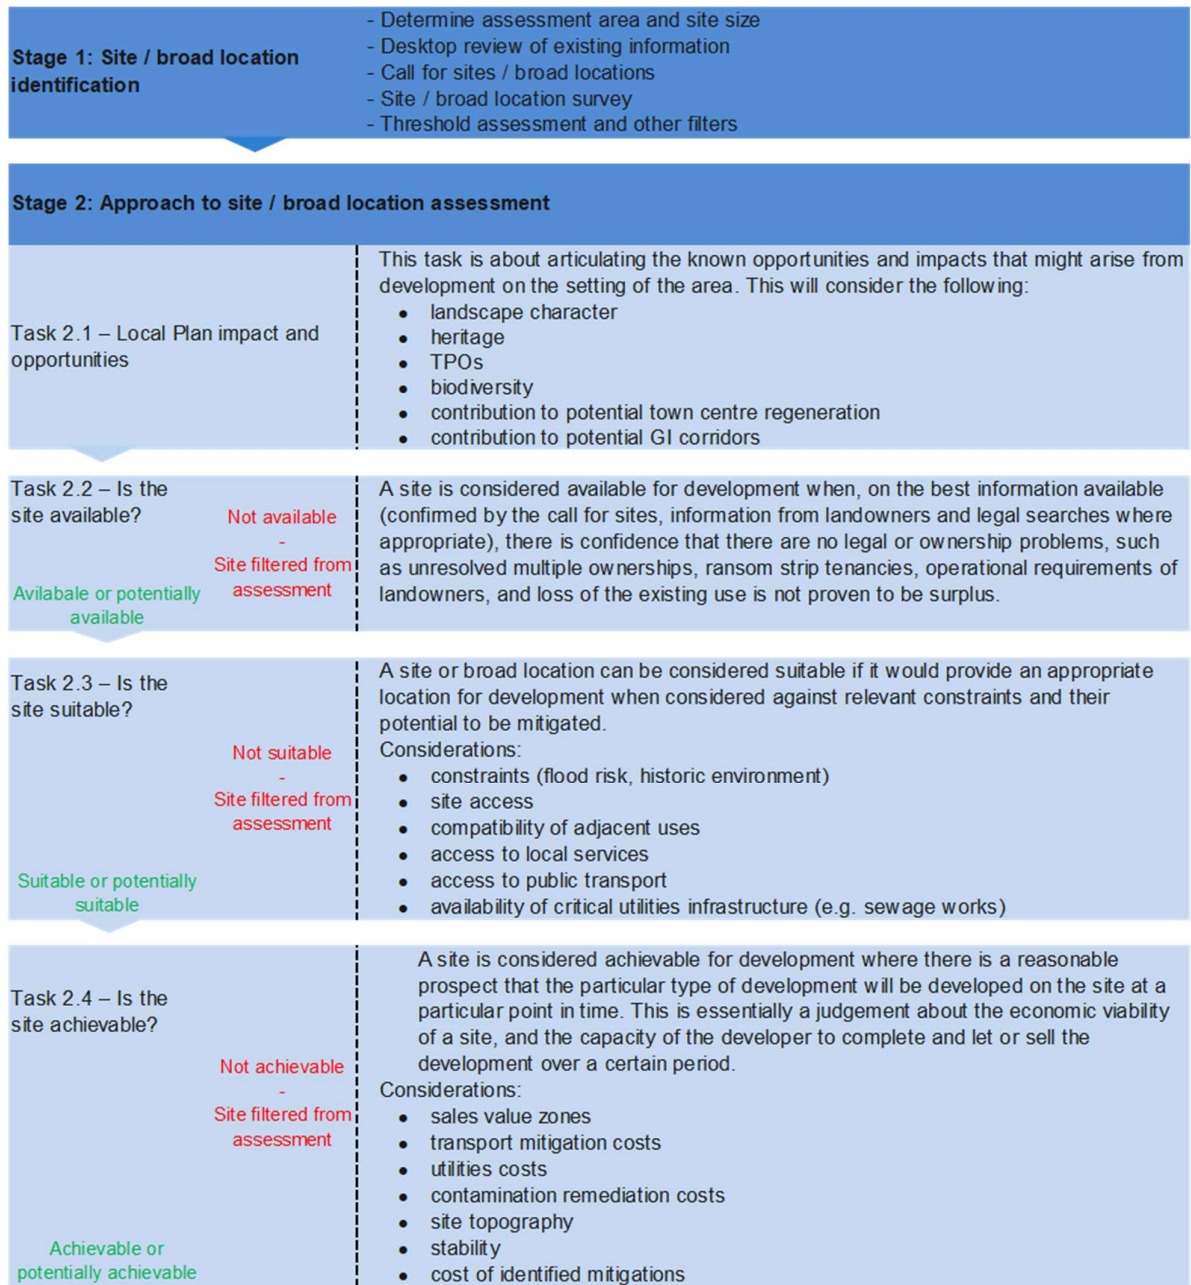 Stage 1: Site / broad location
identification
- Determine assessment area and site size
- Desktop review of existing information
- Call for sites / broad locations
- Site / broad location survey
- Threshold assessment and other filters
Stage 2: Approach to site / broad location assessment
Task 2.1 – Local Plan impact and
opportunities
This task is about articulating the known opportunities and impacts that might arise from
development on the setting of the area. This will consider the following:
• landscape character
• heritage
• TPOs
• biodiversity
• contribution to potential town centre regeneration
• contribution to potential GI corridors
Task 2.2 – Is the
site available?
Not available
-
Site filtered from
assessment
Avilabale or potentially
available
A site is considered available for development when, on the best information available
(confirmed by the call for sites, information from landowners and legal searches where
appropriate), there is confidence that there are no legal or ownership problems, such
as unresolved multiple ownerships, ransom strip tenancies, operational requirements of
landowners, and loss of the existing use is not proven to be surplus.
Task 2.3 – Is the
site suitable?
Not suitable
-
Site filtered from
assessment
Suitable or potentially
suitable
A site or broad location can be considered suitable if it would provide an appropriate
location for development when considered against relevant constraints and their
potential to be mitigated.
Considerations:
• constraints (flood risk, historic environment)
• site access
• compatibility of adjacent uses
• access to local services
• access to public transport
• availability of critical utilities infrastructure (e.g. sewage works)
Task 2.4 – Is the
site achievable?
Not achievable
-
Site filtered from
assessment
Achievable or
potentially achievable
A site is considered achievable for development where there is a reasonable
prospect that the particular type of development will be developed on the site at a
particular point in time. This is essentially a judgement about the economic viability
of a site, and the capacity of the developer to complete and let or sell the
development over a certain period.
Considerations:
• sales value zones
• transport mitigation costs
• utilities costs
• contamination remediation costs
• site topography
• stability
• cost of identified mitigations